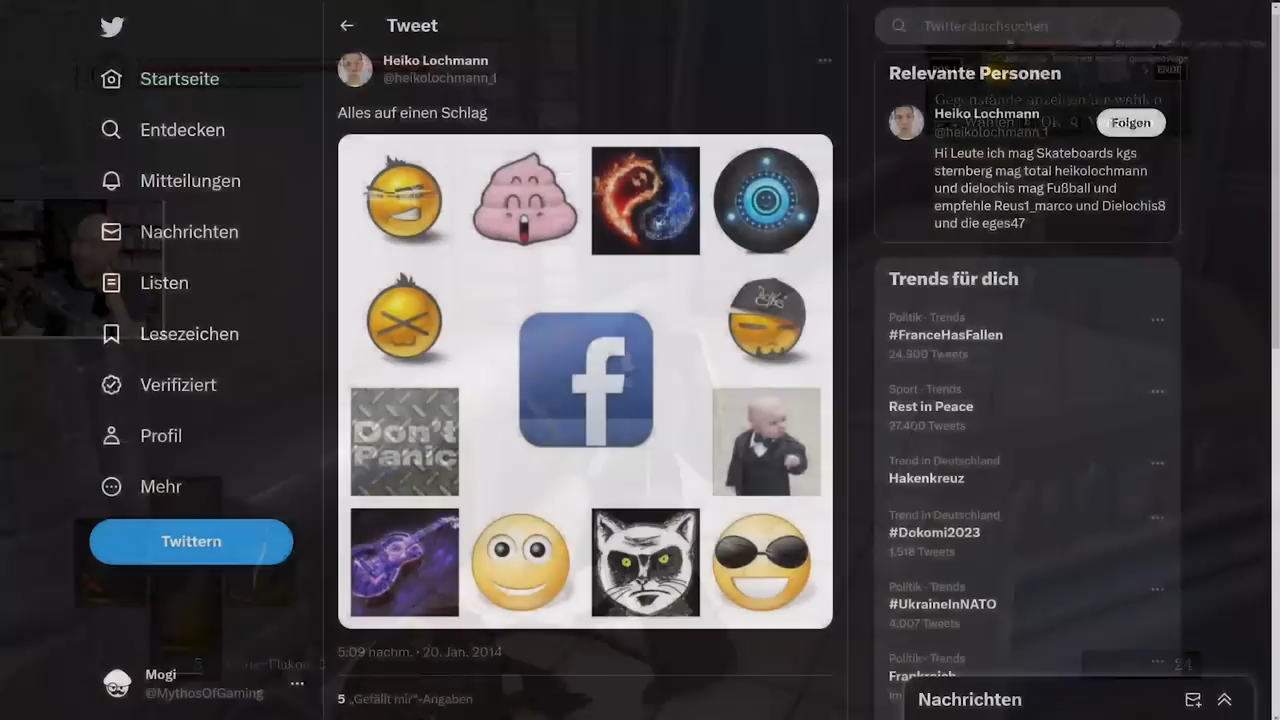 Tweet
Twitter durchsuchen
Heiko Lochmann
@heikolochmann_1
Alles auf einen Schlag
Startseite
Entdecken
Mitteilungen
Nachrichten
Listen
Lesezeichen
Verifiziert
Profil
Mehr
Twittern
Mogi
@MythosOfGaming
f
Don't
Panic
5:09 nachm. · 20. Jan. 2014
5 „Gefällt mir“-Angaben
Relevante Personen
Gegenstände anzeigen/auswählen
Heiko Lochmann
@heikolochmann_1
Folgen
Hi Leute ich mag Skateboards kgs
sternberg mag total heikolochmann
und dielochis mag Fußball und
empfehle Reus1_marco und Dielochis8
und die eges47
Trends für dich
Politik · Trends
#FranceHasFallen
24.900 Tweets
Sport · Trends
Rest in Peace
27.400 Tweets
Trend in Deutschland
Hakenkreuz
Trend in Deutschland
#Dokomi2023
1.518 Tweets
Politik · Trends
#UkraineInNATO
4.007 Tweets
Politik · Trends
Frankreich
24
Nachrichten